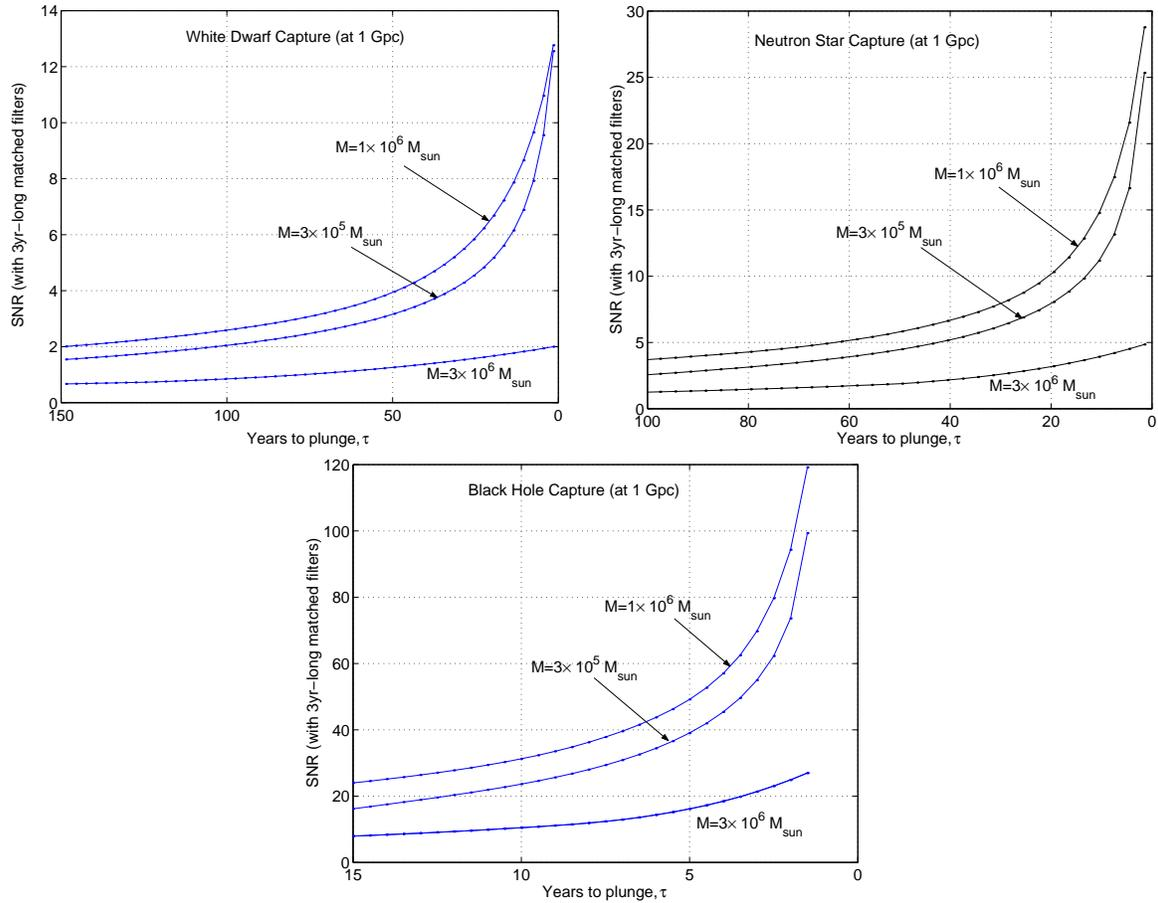 White Dwarf Capture (at 1 Gpc)
SNR (with 3yr−long matched filters)
14
12
10
8
6
4
2
0
M=1× 10^6 M_sun
M=3× 10^5 M_sun
M=3× 10^6 M_sun
150 100 50 0
Years to plunge, τ
Neutron Star Capture (at 1 Gpc)
SNR (with 3yr−long matched filters)
30
25
20
15
10
5
0
M=1× 10^6 M_sun
M=3× 10^5 M_sun
M=3× 10^6 M_sun
100 80 60 40 20 0
Years to plunge, τ
Black Hole Capture (at 1 Gpc)
SNR (with 3yr−long matched filters)
120
100
80
60
40
20
0
M=1× 10^6 M_sun
M=3× 10^5 M_sun
M=3× 10^6 M_sun
15 10 5 0
Years to plunge, τ